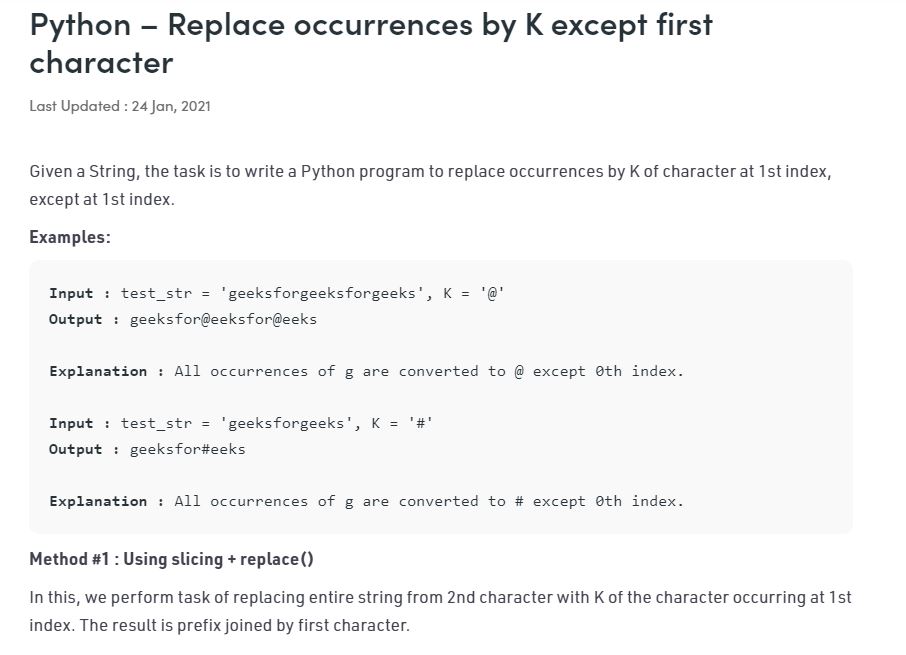 Python – Replace occurrences by K except first
character
Last Updated : 24 Jan, 2021
Given a String, the task is to write a Python program to replace occurrences by K of character at 1st index,
except at 1st index.
Examples:
Input : test_str = 'geeksforgeeksforgeeks', K = '@'
Output : geeksfor@eeksfor@eeks
Explanation : All occurrences of g are converted to @ except 0th index.
Input : test_str = 'geeksforgeeks', K = '#'
Output : geeksfor#eeks
Explanation : All occurrences of g are converted to # except 0th index.
Method #1 : Using slicing + replace()
In this, we perform task of replacing entire string from 2nd character with K of the character occurring at 1st
index. The result is prefix joined by first character.